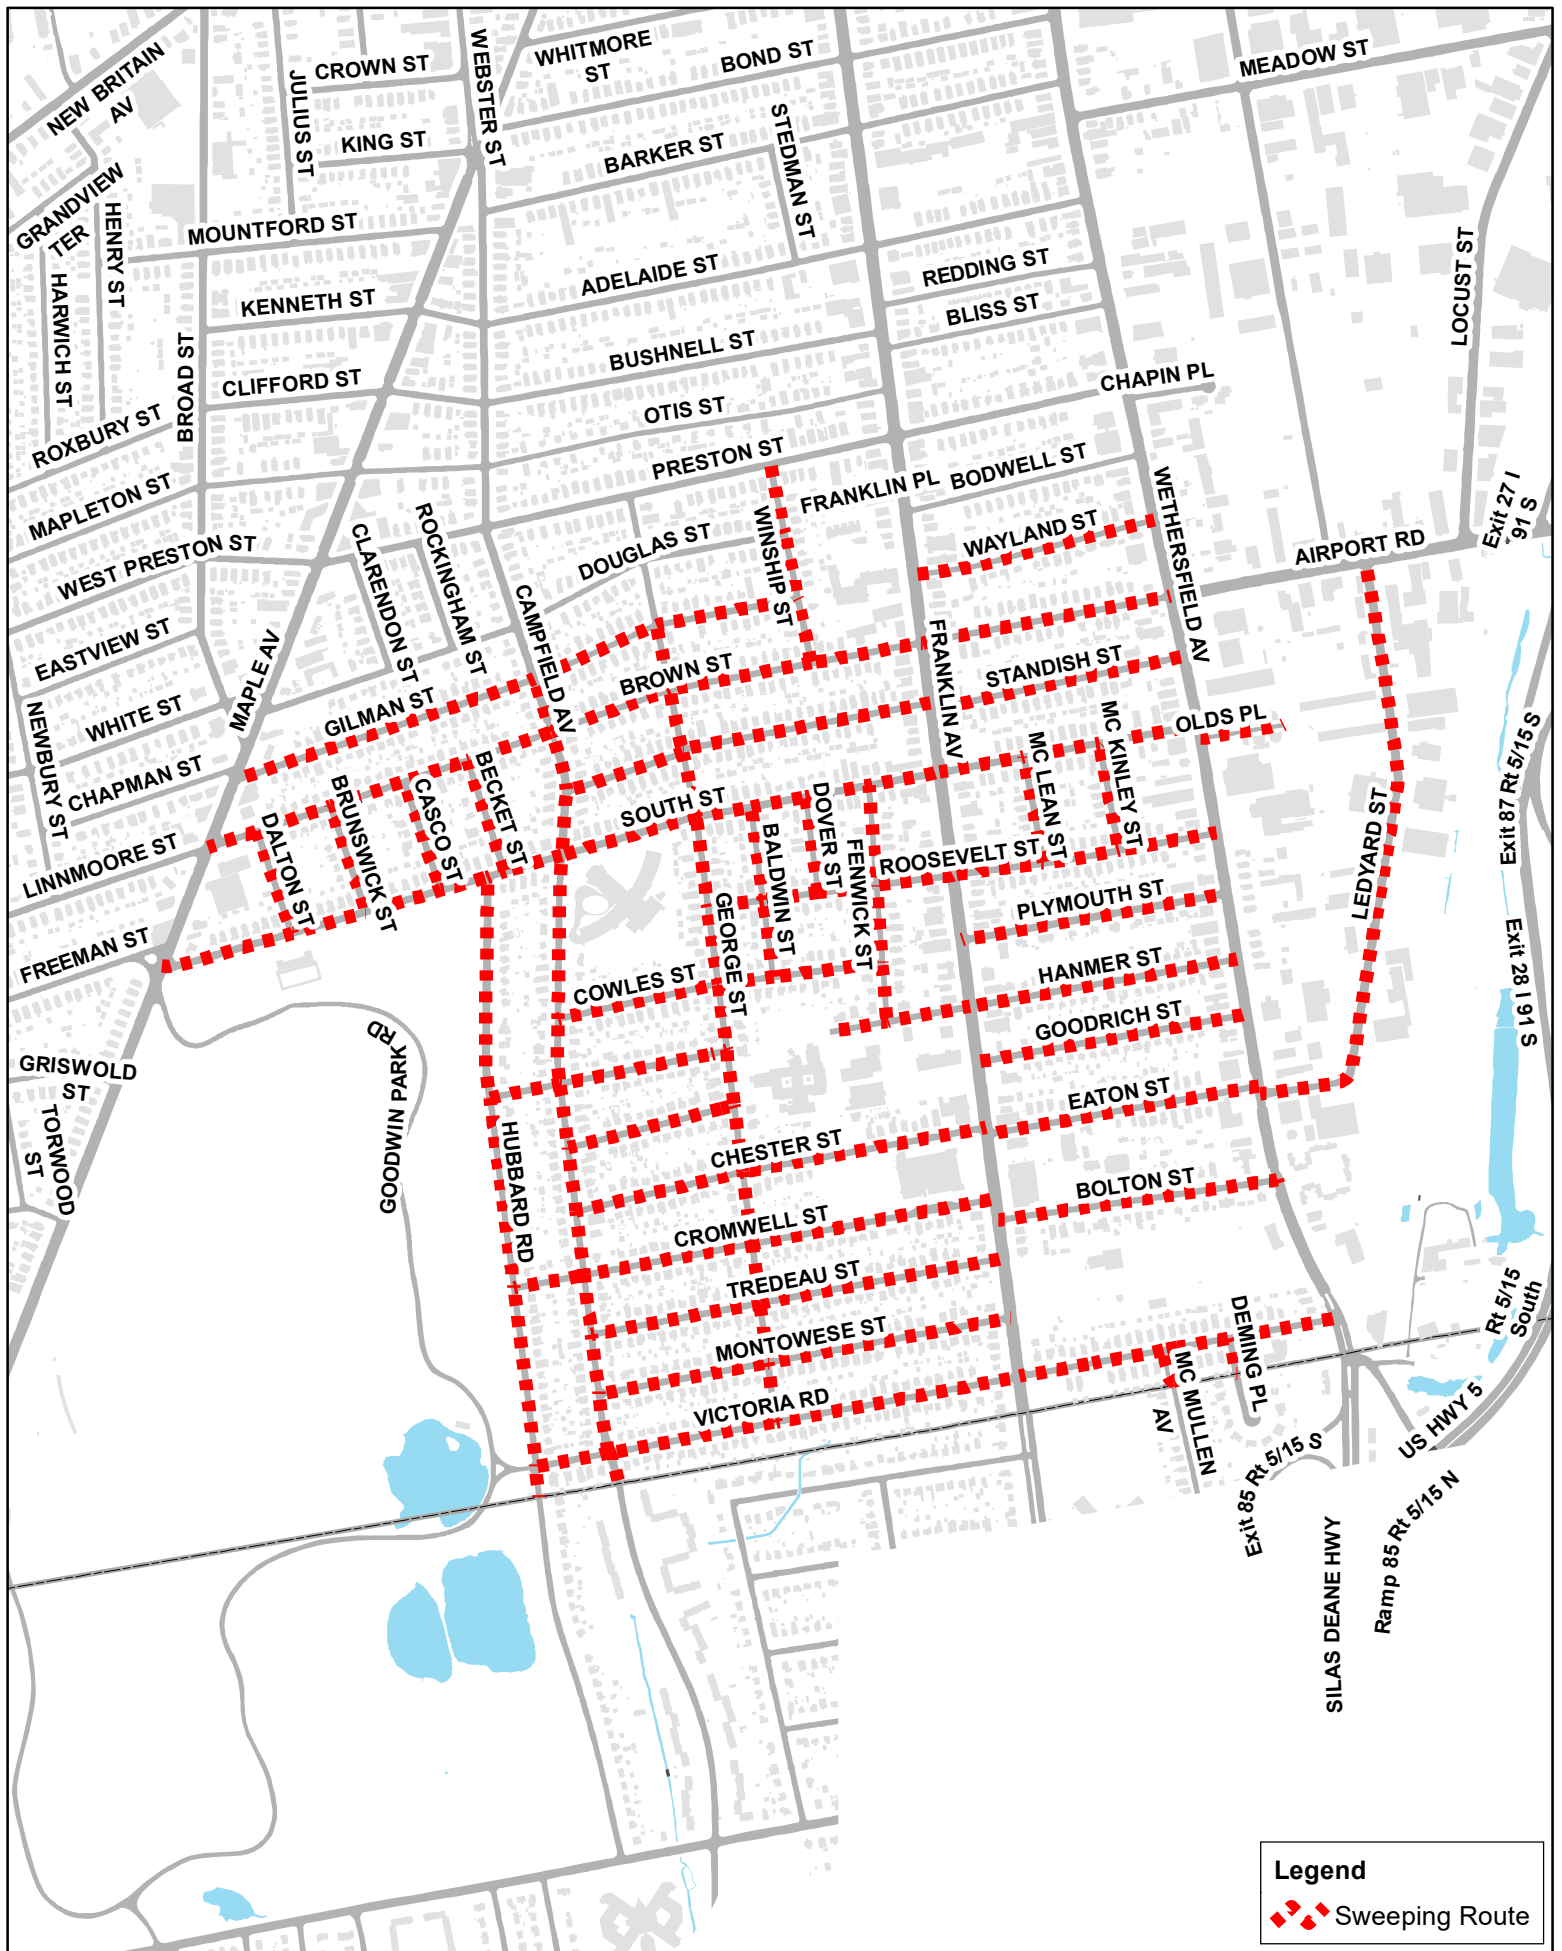 NEW BRITAIN
AV
CROWN ST
JULIUS ST
KING ST
WEBSTER ST
WHITMORE
ST
BOND ST
MEADOW ST
BARKER ST
STEDMAN ST
GRANDVIEW
TER
HENRY ST
HARWICH ST
MOUNTFORD ST
KENNETH ST
ADELAIDE ST
REDDING ST
BLISS ST
LOCUST ST
BROAD ST
CLIFFORD ST
BUSHNELL ST
OTIS ST
CHAPIN PL
ROXBURY ST
MAPLETON ST
PRESTON ST
FRANKLIN PL
BODWELL ST
WETHERSFIELD AV
Exit 27 I
91 S
WEST PRESTON ST
CLARENDON ST
ROCKINGHAM ST
DOUGLAS ST
WINSHIP ST
WAYLAND ST
AIRPORT RD
EASTVIEW ST
MAPLE AV
CAMPFIELD AV
FRANKLIN AV
WHITE ST
GILMAN ST
BROWN ST
STANDISH ST
NEWBURY ST
CHAPMAN ST
OLDS PL
MC KINLEY ST
MC LEAN ST
Exit 87 Rt 5/15 S
BECKET ST
CASCO ST
BRUNSWICK ST
DALTON ST
SOUTH ST
DOVER ST
BALDWIN ST
FENWICK ST
ROOSEVELT ST
LINNMOORE ST
LEDYARD ST
PLYMOUTH ST
FREEMAN ST
GEORGE ST
COWLES ST
HANMER ST
GOODRICH ST
Exit 28 I 91 S
GRISWOLD
ST
TORWOOD
ST
GOODWIN PARK
RD
HUBBARD RD
EATON ST
CHESTER ST
BOLTON ST
CROMWELL ST
TREDEAU ST
MONTOWESE ST
DEMING PL
Rt 5/15
South
VICTORIA RD
MC MULLEN
AV
US HWY 5
Exit 85 Rt 5/15 S
Ramp 85 Rt 5/15 N
SILAS DEANE HWY
Legend
Sweeping Route